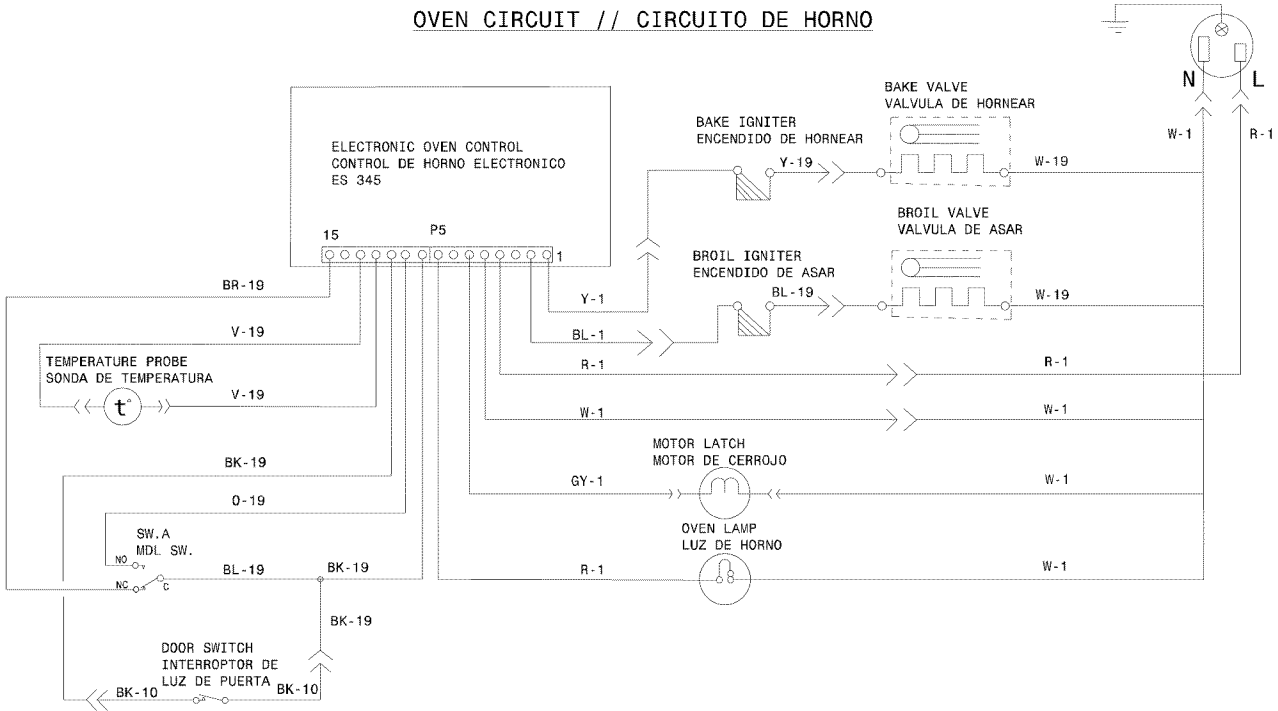 OVEN CIRCUIT // CIRCUITO DE HORNO
N
L
W-1
R-1
BAKE VALVE
VALVULA DE HORNEAR
BAKE IGNITER
ENCENDIDO DE HORNEAR
Y-19
W-19
ELECTRONIC OVEN CONTROL
CONTROL DE HORNO ELECTRONICO
ES 345
15
P5
1
BROIL VALVE
VALVULA DE ASAR
BROIL IGNITER
ENCENDIDO DE ASAR
BL-19
W-19
BR-19
Y-1
V-19
BL-1
TEMPERATURE PROBE
SONDA DE TEMPERATURA
t°
R-1
R-1
V-19
W-1
W-1
MOTOR LATCH
MOTOR DE CERROJO
BK-19
GY-1
W-1
O-19
OVEN LAMP
LUZ DE HORNO
SW.A
MDL SW.
NO
NC
C
BL-19
BK-19
R-1
W-1
BK-19
DOOR SWITCH
INTERROPTOR DE
LUZ DE PUERTA
BK-10
BK-10